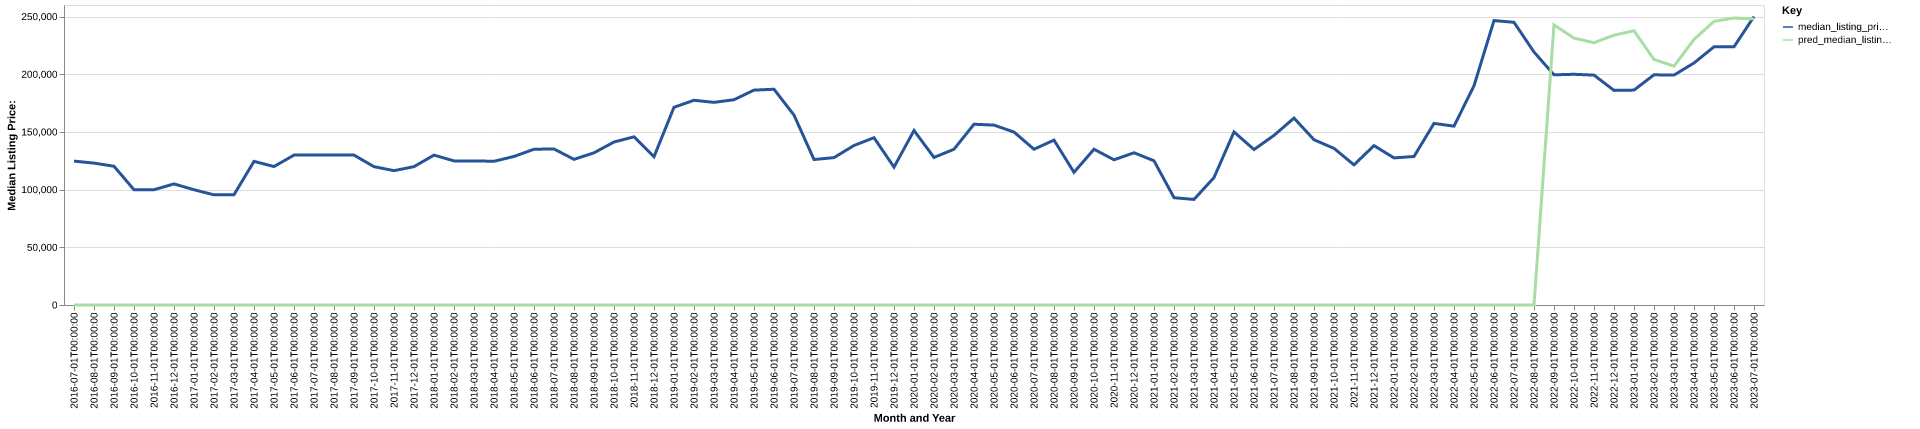 Median Listing Price:
250,000
200,000
150,000
100,000
50,000
0
2016-07-01T00:00:00
2016-08-01T00:00:00
2016-09-01T00:00:00
2016-10-01T00:00:00
2016-11-01T00:00:00
2016-12-01T00:00:00
2017-01-01T00:00:00
2017-02-01T00:00:00
2017-03-01T00:00:00
2017-04-01T00:00:00
2017-05-01T00:00:00
2017-06-01T00:00:00
2017-07-01T00:00:00
2017-08-01T00:00:00
2017-09-01T00:00:00
2017-10-01T00:00:00
2017-11-01T00:00:00
2017-12-01T00:00:00
2018-01-01T00:00:00
2018-02-01T00:00:00
2018-03-01T00:00:00
2018-04-01T00:00:00
2018-05-01T00:00:00
2018-06-01T00:00:00
2018-07-01T00:00:00
2018-08-01T00:00:00
2018-09-01T00:00:00
2018-10-01T00:00:00
2018-11-01T00:00:00
2018-12-01T00:00:00
2019-01-01T00:00:00
2019-02-01T00:00:00
2019-03-01T00:00:00
2019-04-01T00:00:00
2019-05-01T00:00:00
2019-06-01T00:00:00
2019-07-01T00:00:00
2019-08-01T00:00:00
2019-09-01T00:00:00
2019-10-01T00:00:00
2019-11-01T00:00:00
2019-12-01T00:00:00
2020-01-01T00:00:00
2020-02-01T00:00:00
2020-03-01T00:00:00
2020-04-01T00:00:00
2020-05-01T00:00:00
2020-06-01T00:00:00
2020-07-01T00:00:00
2020-08-01T00:00:00
2020-09-01T00:00:00
2020-10-01T00:00:00
2020-11-01T00:00:00
2020-12-01T00:00:00
2021-01-01T00:00:00
2021-02-01T00:00:00
2021-03-01T00:00:00
2021-04-01T00:00:00
2021-05-01T00:00:00
2021-06-01T00:00:00
2021-07-01T00:00:00
2021-08-01T00:00:00
2021-09-01T00:00:00
2021-10-01T00:00:00
2021-11-01T00:00:00
2021-12-01T00:00:00
2022-01-01T00:00:00
2022-02-01T00:00:00
2022-03-01T00:00:00
2022-04-01T00:00:00
2022-05-01T00:00:00
2022-06-01T00:00:00
2022-07-01T00:00:00
2022-08-01T00:00:00
2022-09-01T00:00:00
2022-10-01T00:00:00
2022-11-01T00:00:00
2022-12-01T00:00:00
2023-01-01T00:00:00
2023-02-01T00:00:00
2023-03-01T00:00:00
2023-04-01T00:00:00
2023-05-01T00:00:00
2023-06-01T00:00:00
2023-07-01T00:00:00
Month and Year
Key
median_listing_pri...
pred_median_listin...